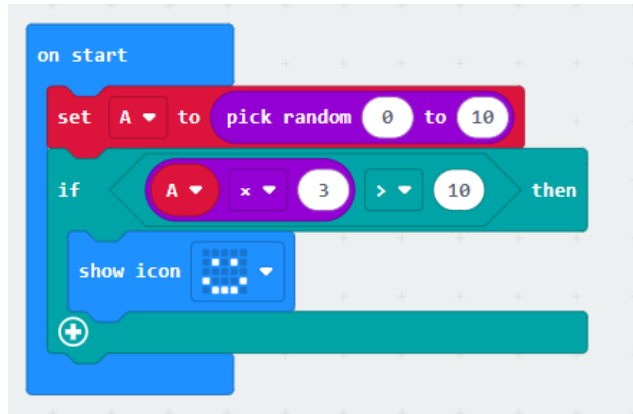 on start
set A to pick random 0 to 10
if A x 3 > 10 then
show icon